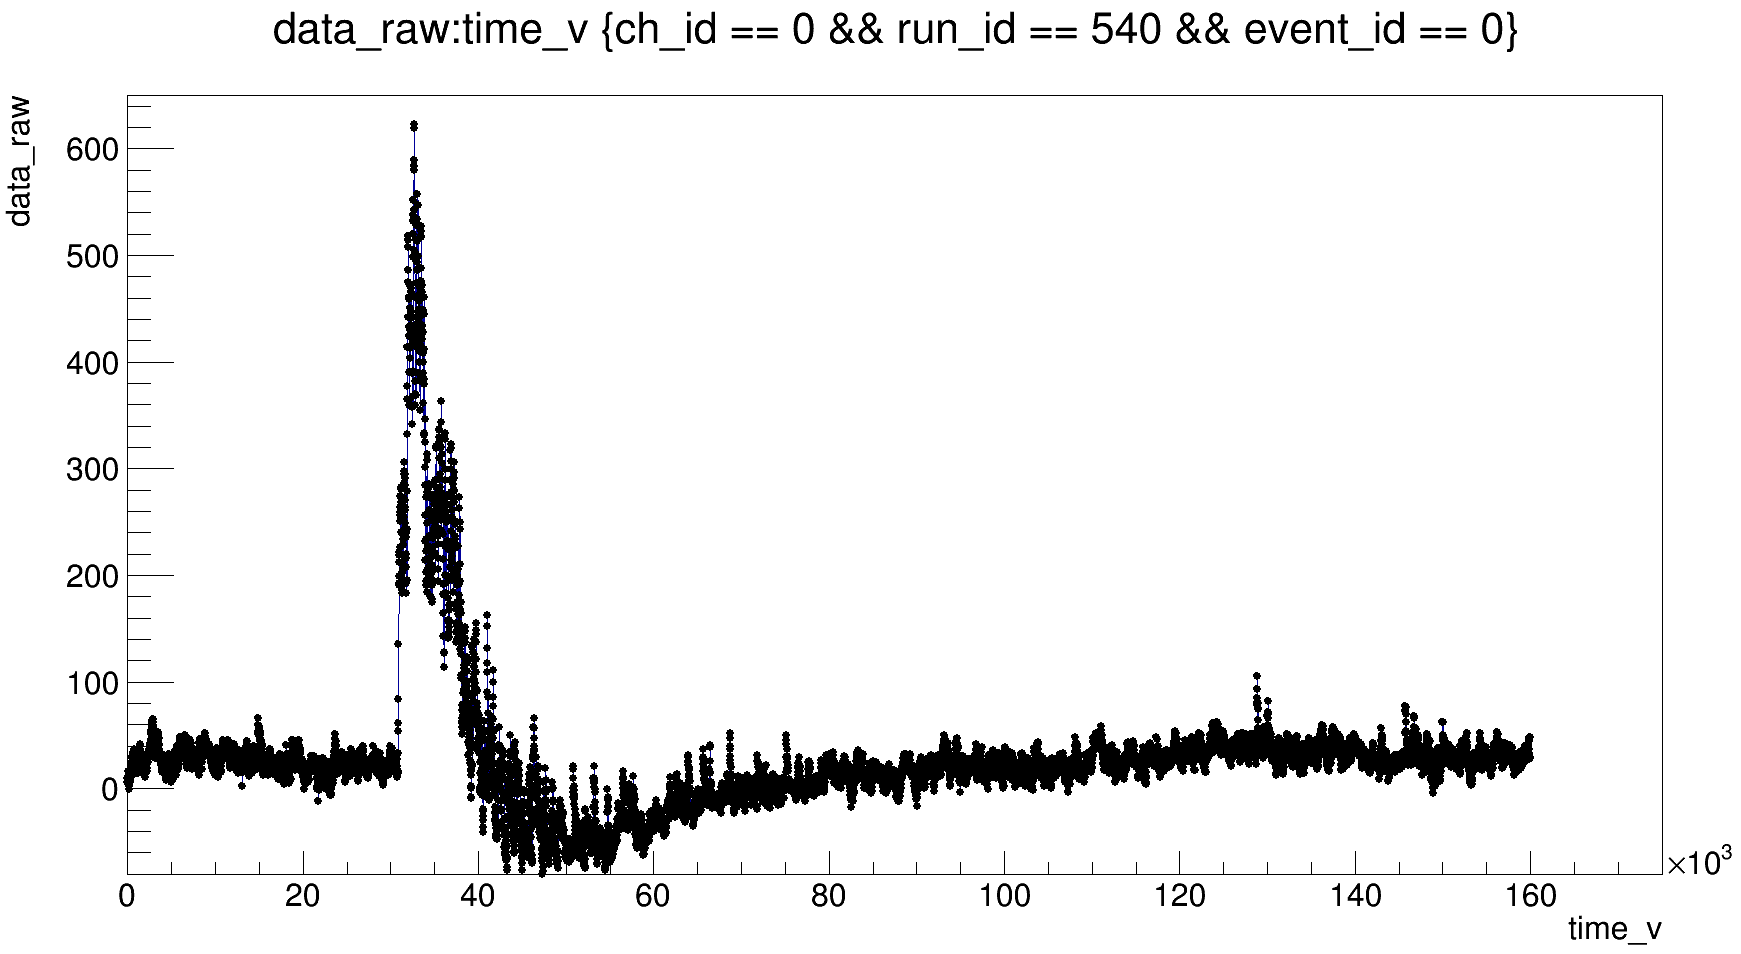 data_raw:time_v {ch_id == 0 && run_id == 540 && event_id == 0}
data_raw
600
500
400
300
200
100
0
0 20 40 60 80 100 120 140 160
×10³
time_v